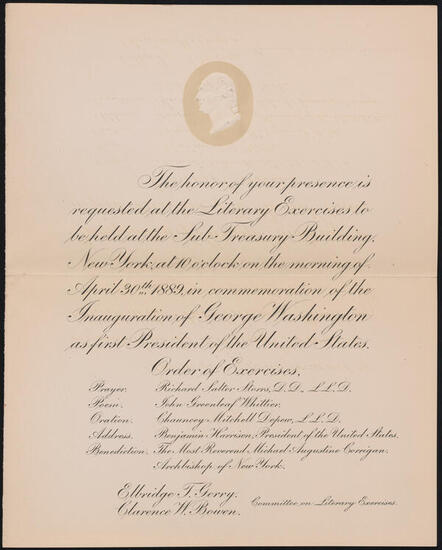 The honor of your presence is
requested at the Literary Exercises to
be held at the Sub-Treasury Building,
New York, at 10 o'clock on the morning of
April 30th 1889, in commemoration of the
Inauguration of George Washington
as first President of the United States.
Order of Exercises.
Prayer. Richard Salter Storrs, D.D., L.L.D.
Poem. John Greenleaf Whittier.
Oration. Chauncey Mitchell Depew, L.L.D.
Address. Benjamin Harrison, President of the United States.
Benediction. The Most Reverend Michael Augustine Corrigan,
Archbishop of New York.
Elbridge T. Gerry.
Clarence W. Bowen. Committee on Literary Exercises.